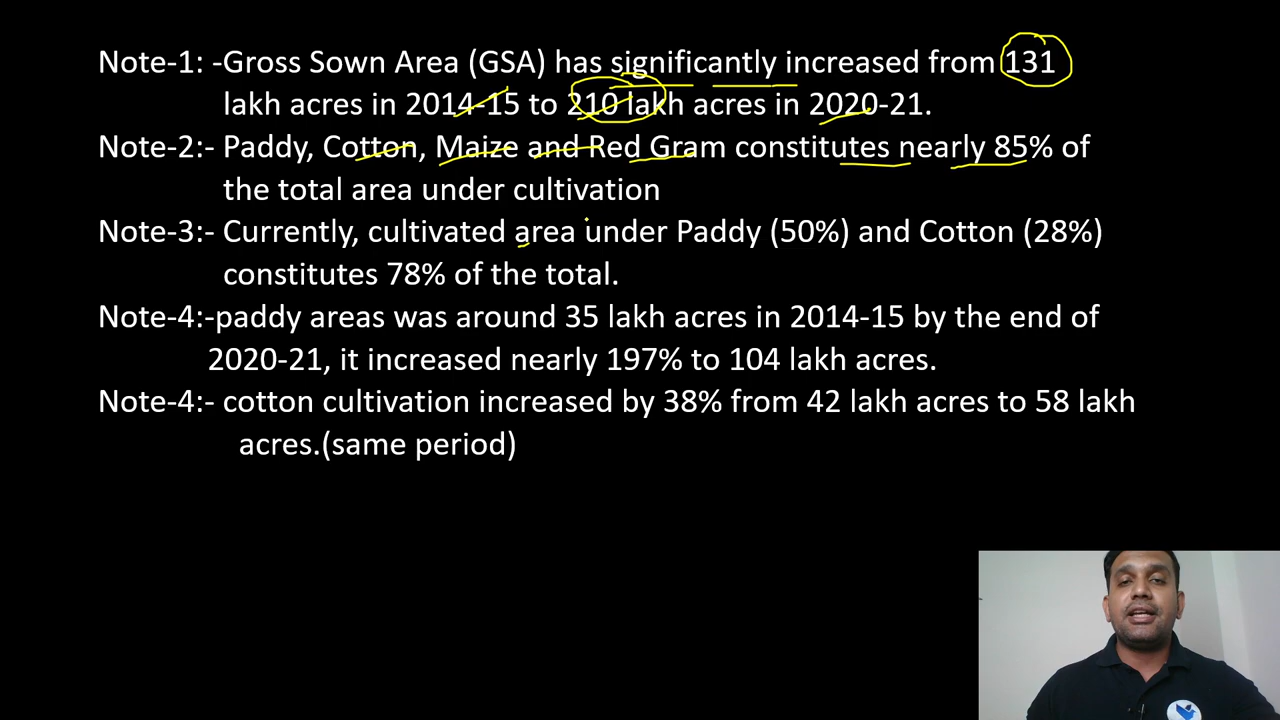 Note-1: -Gross Sown Area (GSA) has significantly increased from 131
lakh acres in 2014-15 to 210 lakh acres in 2020-21.
Note-2:- Paddy, Cotton, Maize and Red Gram constitutes nearly 85% of
the total area under cultivation
Note-3:- Currently, cultivated area under Paddy (50%) and Cotton (28%)
constitutes 78% of the total.
Note-4:-paddy areas was around 35 lakh acres in 2014-15 by the end of
2020-21, it increased nearly 197% to 104 lakh acres.
Note-4:- cotton cultivation increased by 38% from 42 lakh acres to 58 lakh
acres.(same period)